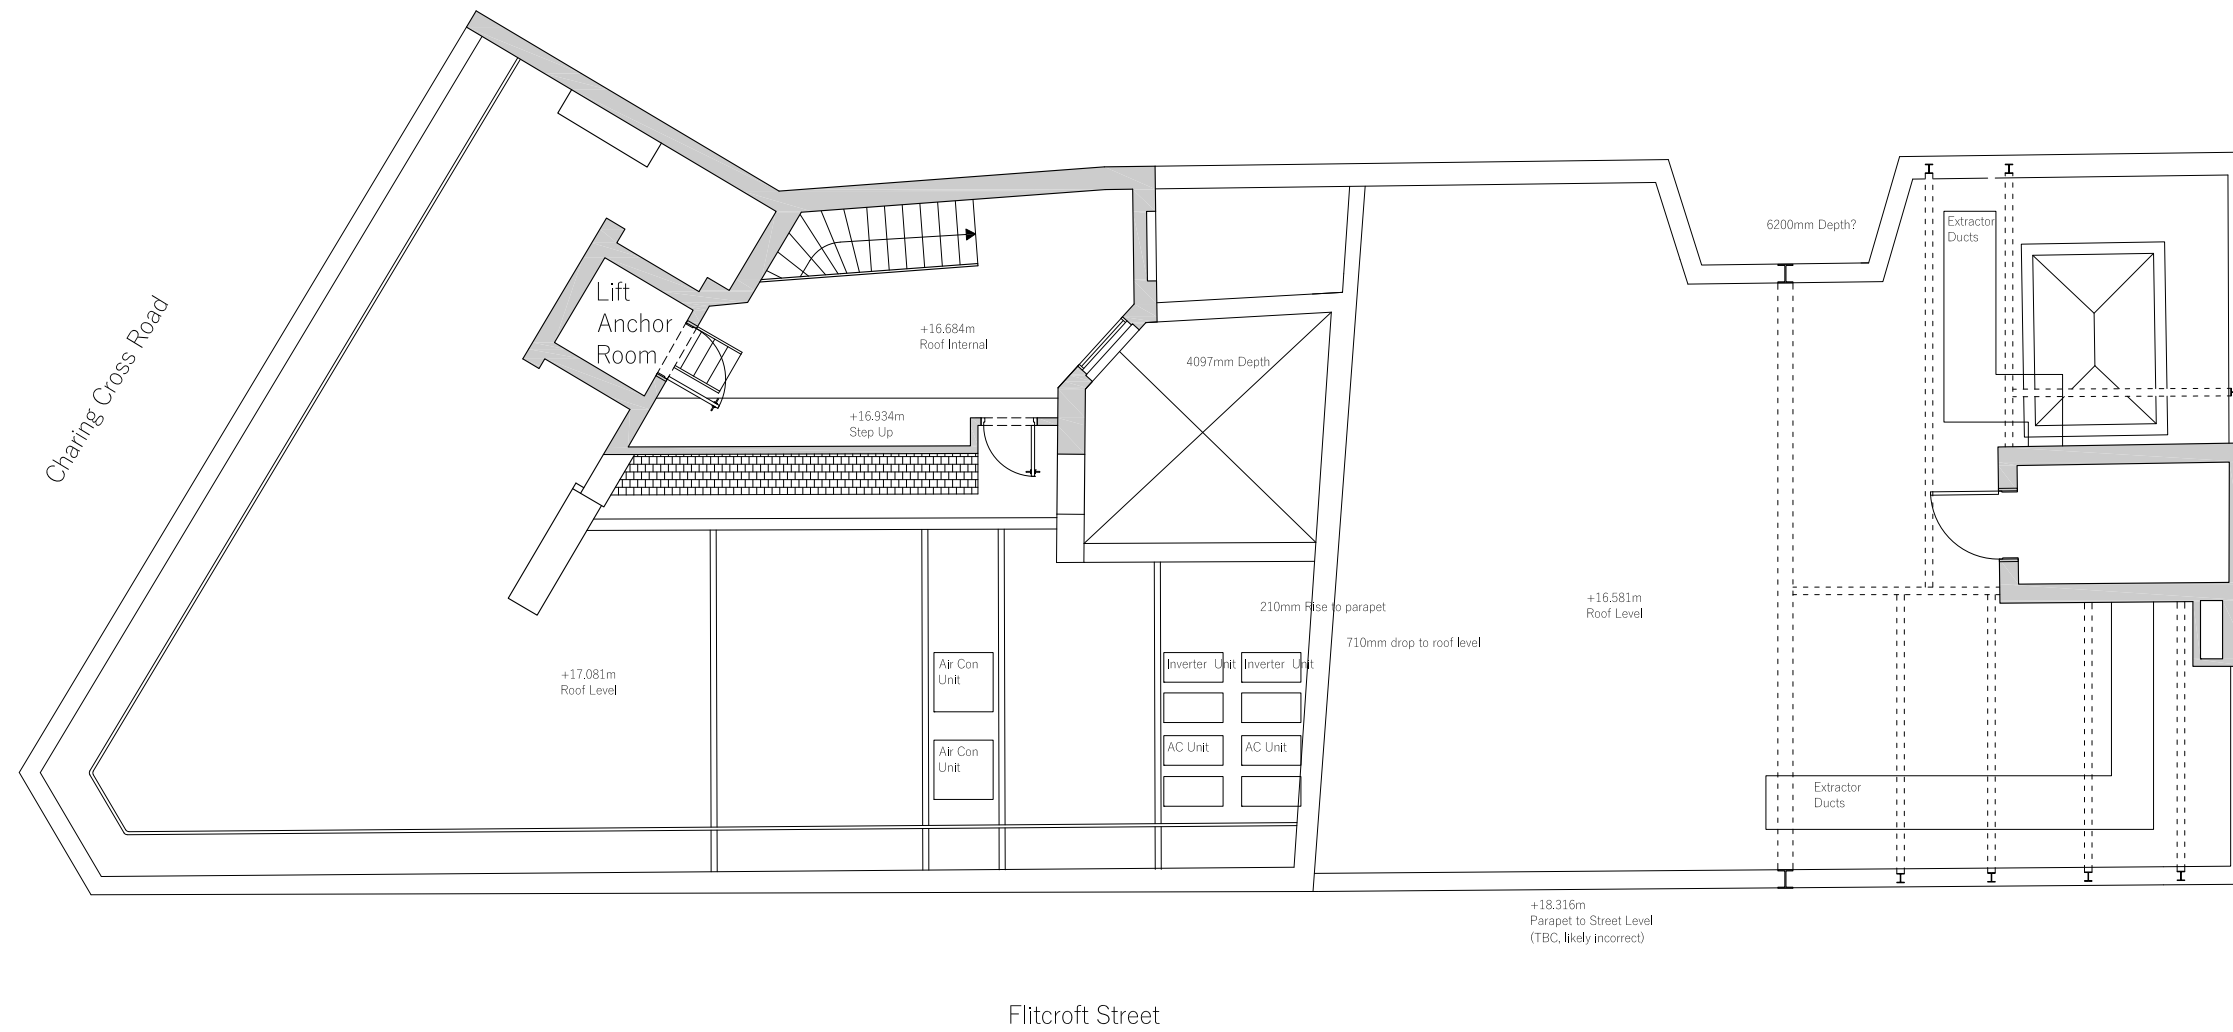 6200mm Depth?
Extractor
Ducts
Lift
Anchor
Room
Charing Cross Road
+16.684m
Roof Internal
4097mm Depth
+16.934m
Step Up
+16.581m
Roof Level
210mm Rise to parapet
710mm drop to roof level
+17.081m
Roof Level
Air Con
Unit
Inverter Unit
Inverter Unit
Air Con
Unit
AC Unit
AC Unit
Extractor
Ducts
+18.316m
Parapet to Street Level
(TBC, likely incorrect)
Flitcroft Street